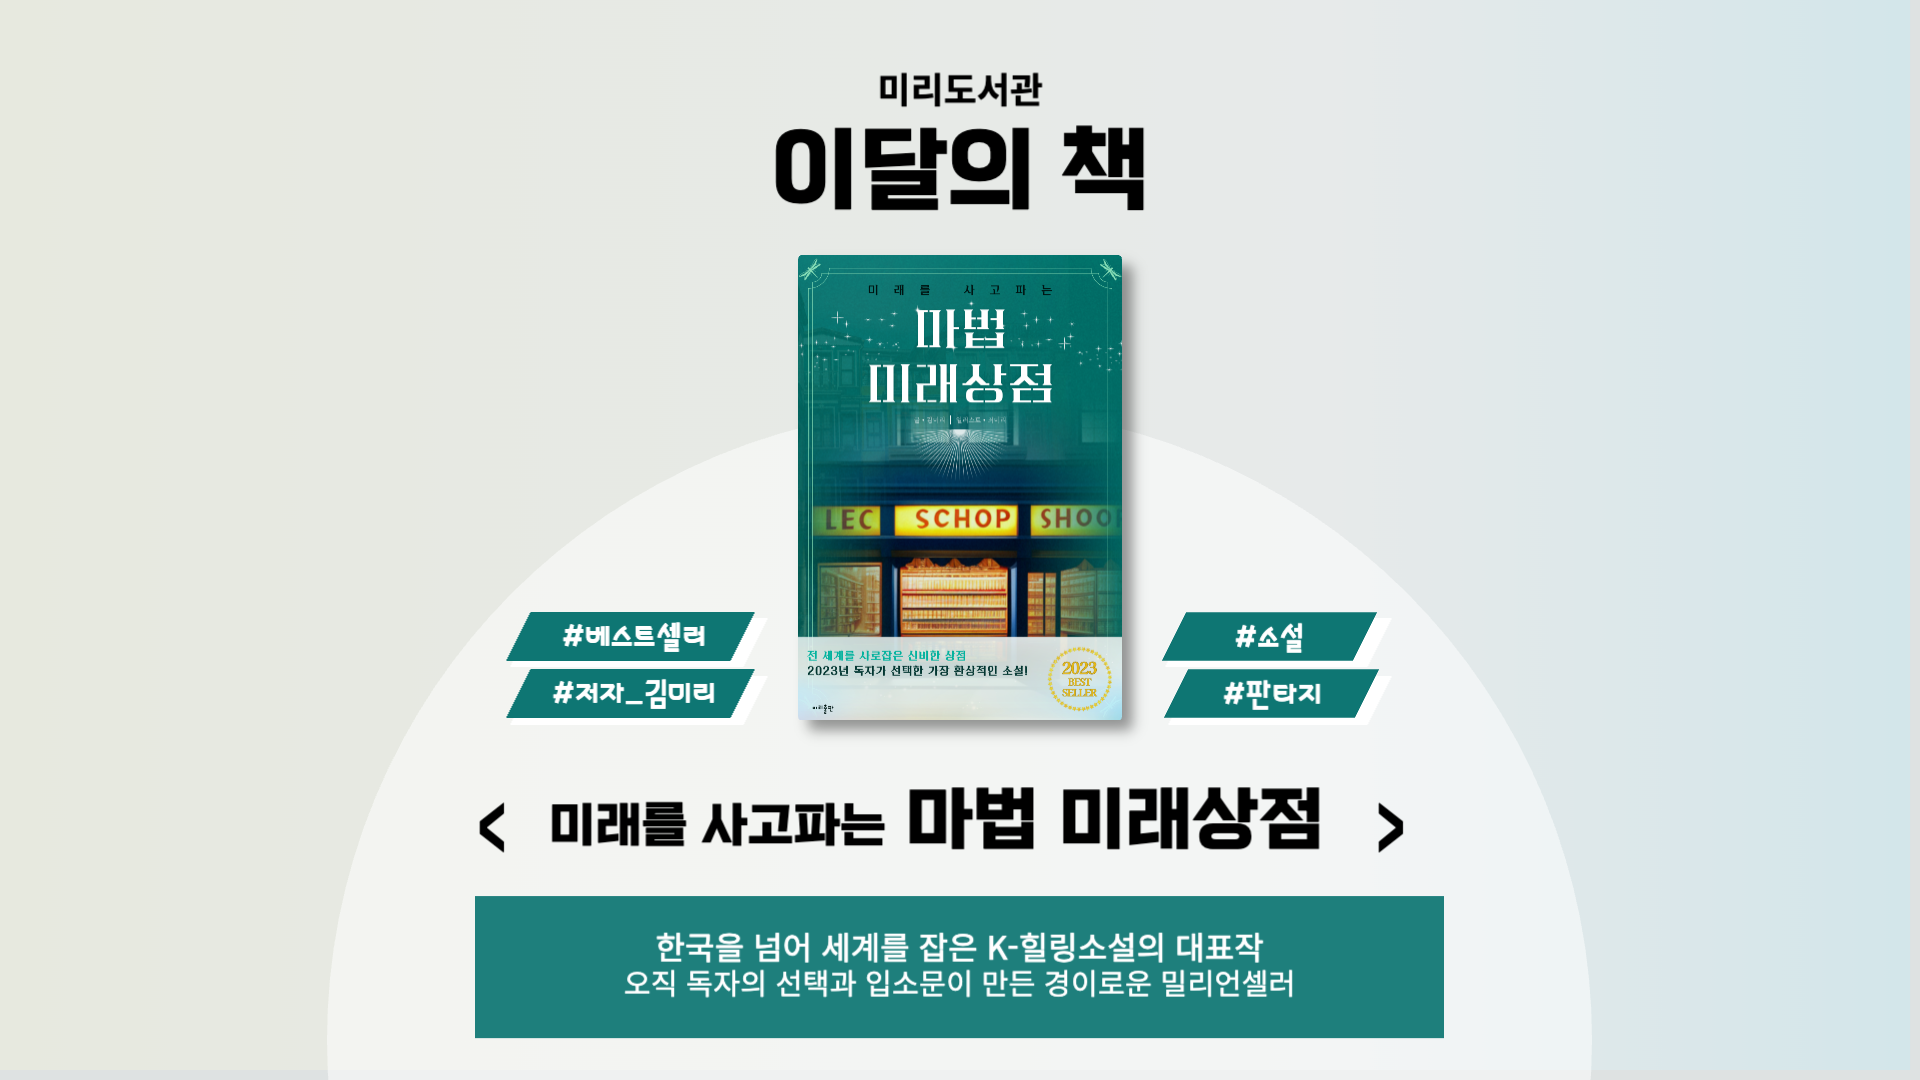 미리도서관
이달의 책
미래를 사고파는
마법
미래상점
LEC SCHOP SHOO
전 세계를 사로잡은 신비한 상점
2023년 독자가 선택한 가장 환상적인 소설!
2023
BEST
SELLER
미리출판
#베스트셀러
#저자_김미리
#소설
#판타지
< 미래를 사고파는 마법 미래상점 >
한국을 넘어 세계를 잡은 K-힐링소설의 대표작
오직 독자의 선택과 입소문이 만든 경이로운 밀리언셀러